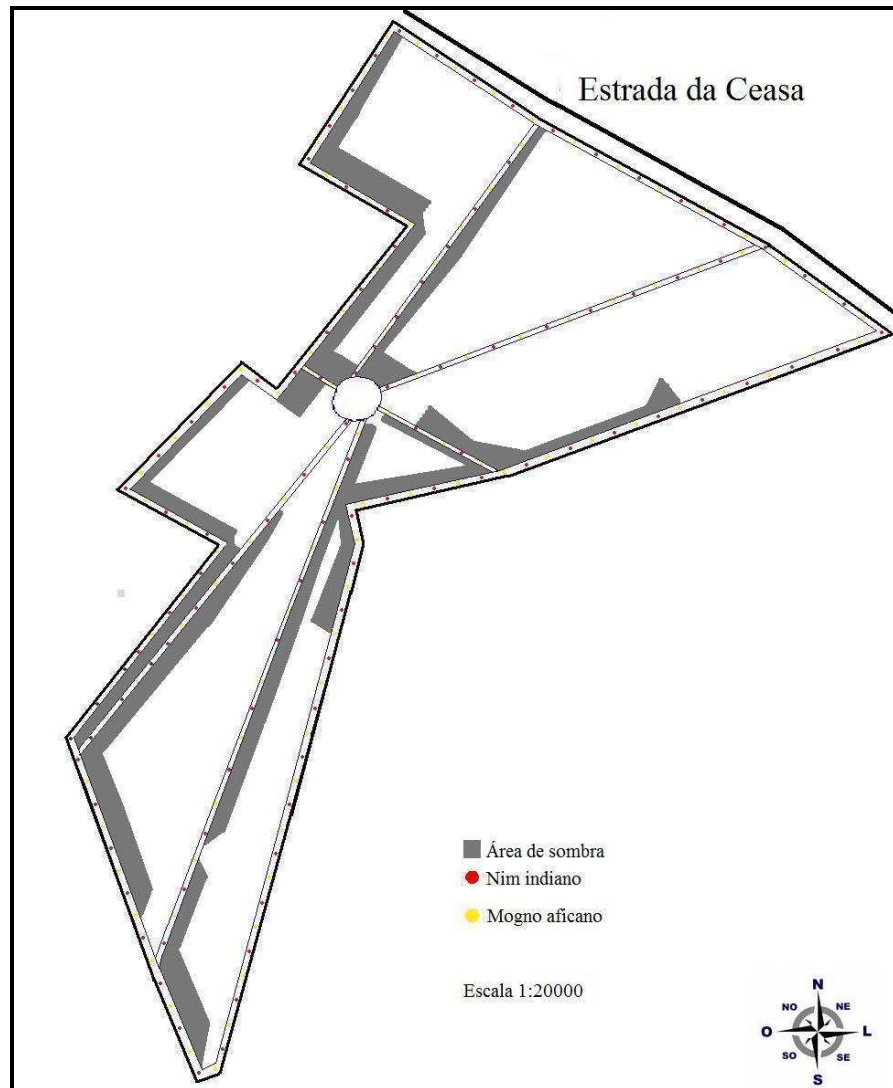 Estrada da Ceasa
Área de sombra
Nim indiano
Mogno aficano
Escala 1:20000
N
NO NE
O L
SO SE
S